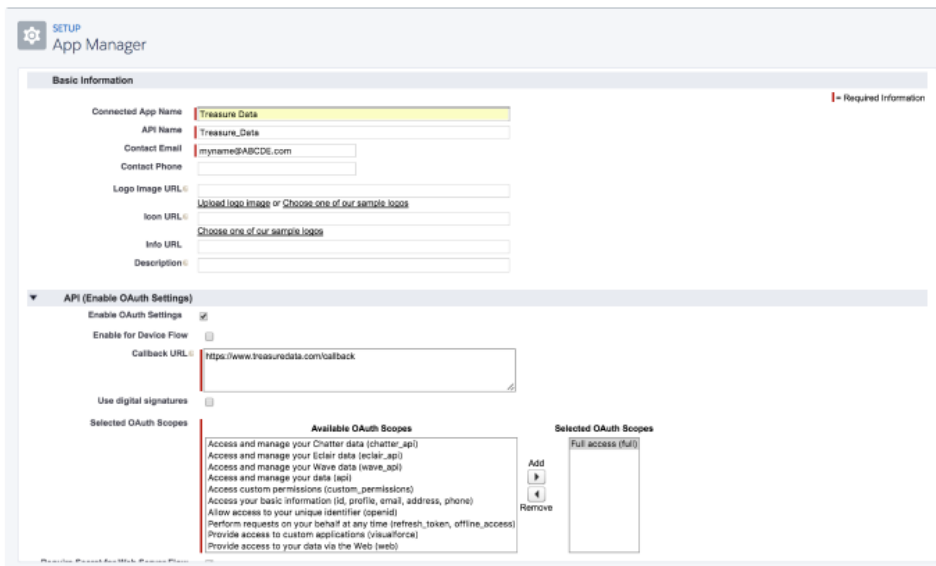 SETUP
App Manager
Basic Information
= Required Information
Connected App Name Treasure Data
API Name Treasure_Data
Contact Email myname@ABCDE.com
Contact Phone
Logo Image URL
Upload logo image or Choose one of our sample logos
Icon URL
Choose one of our sample logos
Info URL
Description
API (Enable OAuth Settings)
Enable OAuth Settings
Enable for Device Flow
Callback URL https://www.treasuredata.com/callback
Use digital signatures
Selected OAuth Scopes
Available OAuth Scopes
Access and manage your Chatter data (chatter_api)
Access and manage your Eclair data (eclair_api)
Access and manage your Wave data (wave_api)
Access and manage your data (api)
Access custom permissions (custom_permissions)
Access your basic information (id, profile, email, address, phone)
Allow access to your unique identifier (openid)
Perform requests on your behalf at any time (refresh_token, offline_access)
Provide access to custom applications (visualforce)
Provide access to your data via the Web (web)
Add
Remove
Selected OAuth Scopes
Full access (full)
Require Secret for Web Server Flow